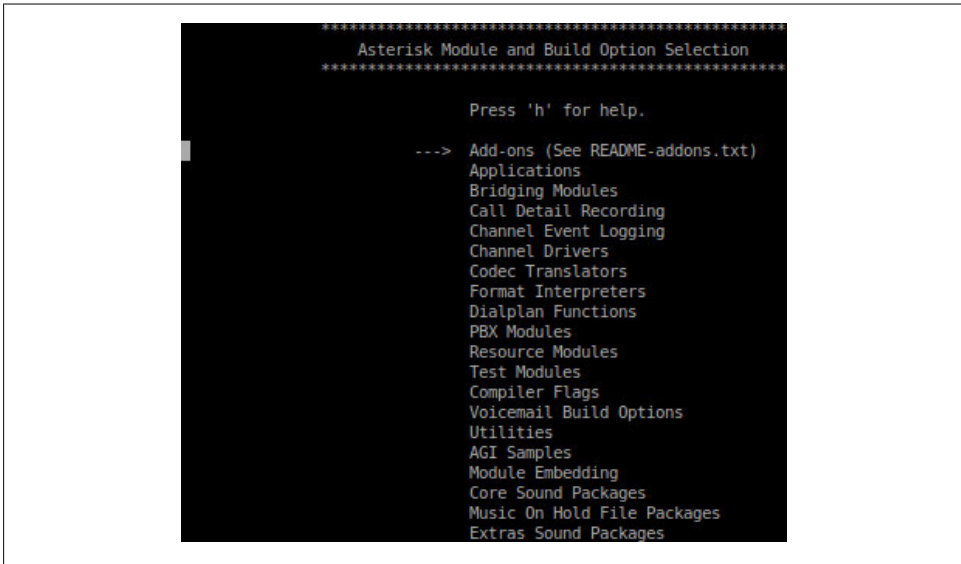 **************************************************
Asterisk Module and Build Option Selection
**************************************************
Press 'h' for help.
---> Add-ons (See README-addons.txt)
Applications
Bridging Modules
Call Detail Recording
Channel Event Logging
Channel Drivers
Codec Translators
Format Interpreters
Dialplan Functions
PBX Modules
Resource Modules
Test Modules
Compiler Flags
Voicemail Build Options
Utilities
AGI Samples
Module Embedding
Core Sound Packages
Music On Hold File Packages
Extras Sound Packages